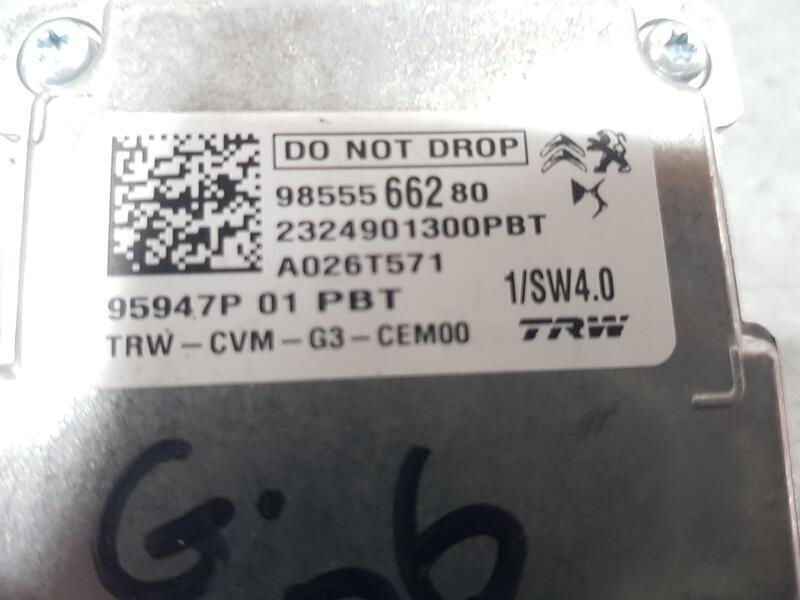 DO NOT DROP
98555 662 80
2324901300PBT
A026T571
95947P 01 PBT
1/SW4.0
TRW-CVM-G3-CEM00
TRW
G.
6